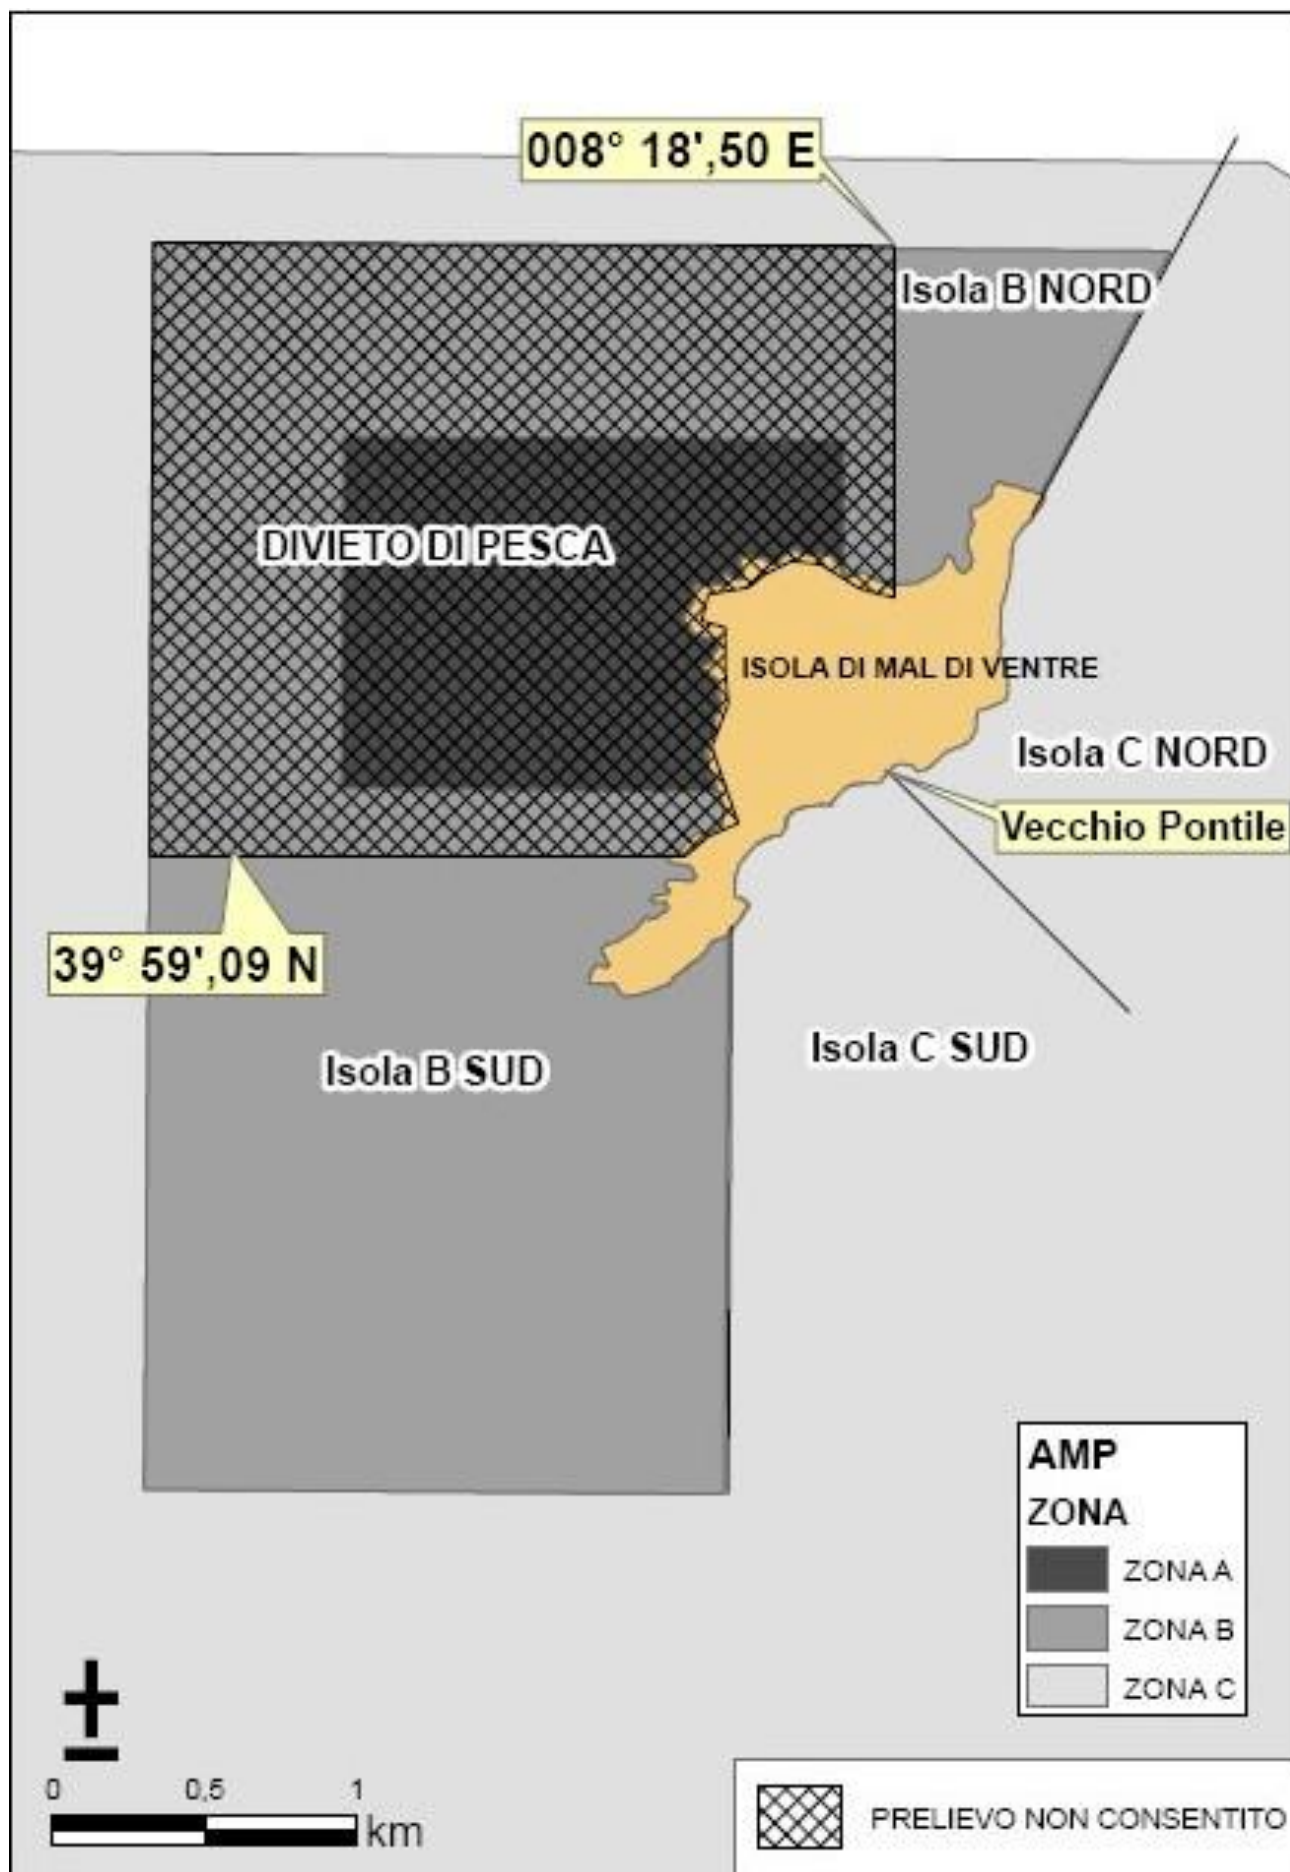 008° 18',50 E
Isola B NORD
DIVIETO DI PESCA
ISOLA DI MAL DI VENTRE
Isola C NORD
Vecchio Pontile
39° 59',09 N
Isola C SUD
Isola B SUD
AMP
ZONA
ZONA A
ZONA B
ZONA C
0 0,5 1
km
PRELIEVO NON CONSENTITO